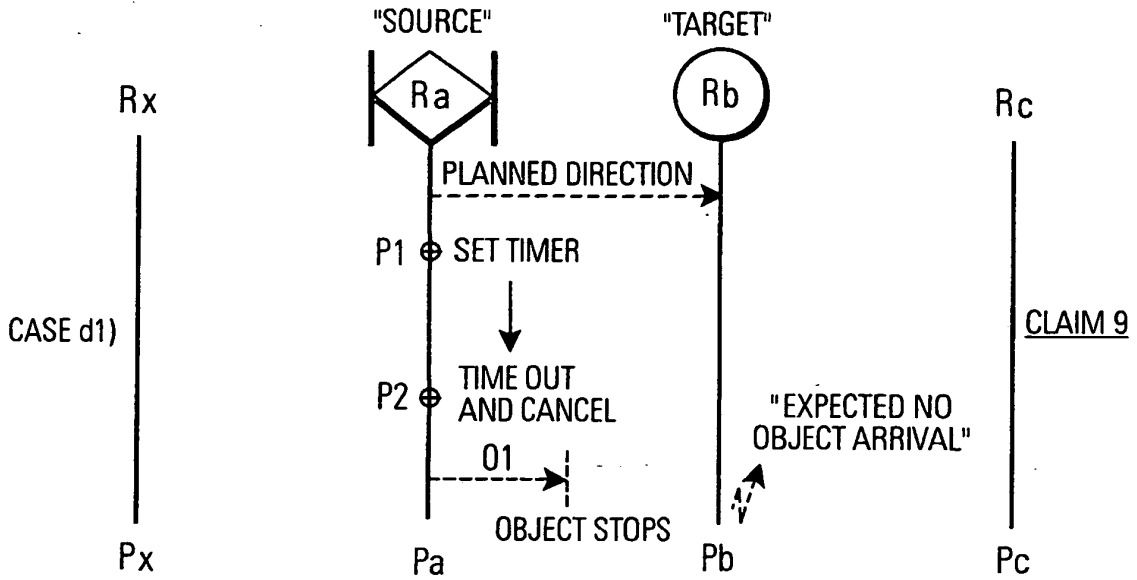 "SOURCE"
"TARGET"
Rx
Ra
Rb
Rc
PLANNED DIRECTION
P1
SET TIMER
CASE d1)
CLAIM 9
P2
TIME OUT
AND CANCEL
"EXPECTED NO
OBJECT ARRIVAL"
O1
OBJECT STOPS
Px
Pa
Pb
Pc